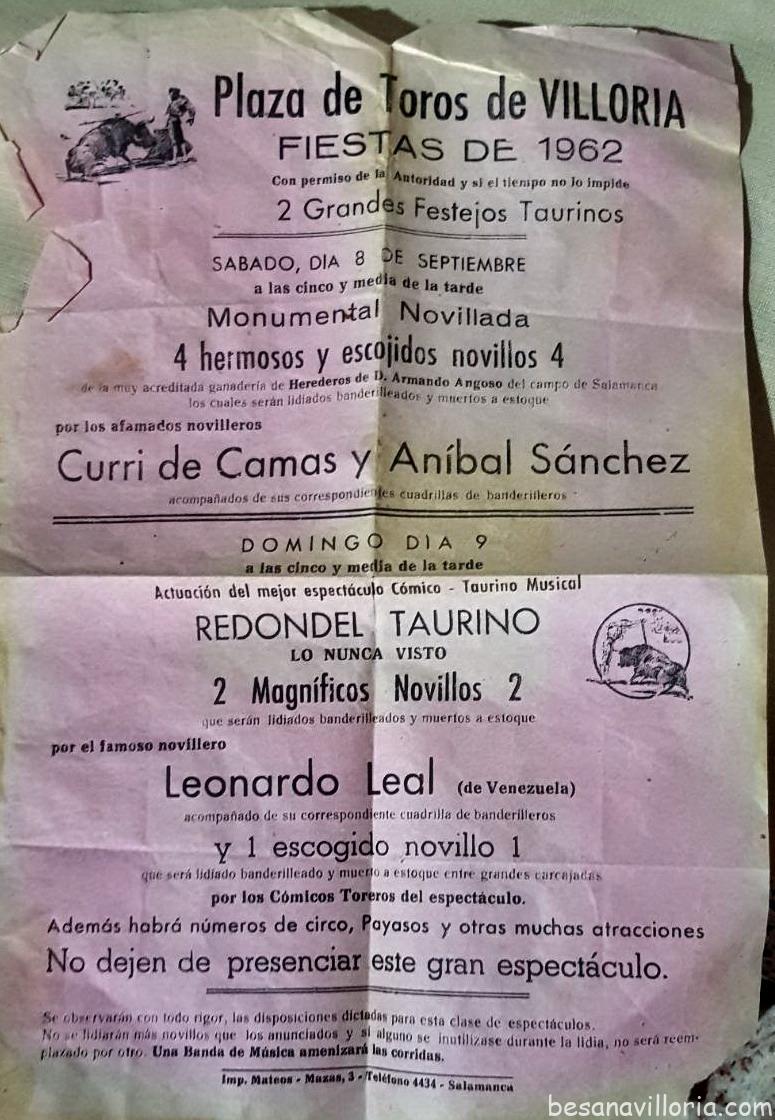 Plaza de Toros de VILLORIA
FIESTAS DE 1962
Con permiso de la Autoridad y si el tiempo no lo impide
2 Grandes Festejos Taurinos
SABADO, DIA 8 DE SEPTIEMBRE
a las cinco y media de la tarde
Monumental Novillada
4 hermosos y escojidos novillos 4
de la muy acreditada ganadería de Herederos de D. Armando Angoso del campo de Salamanca
los cuales serán lidiados banderilleados y muertos a estoque
por los afamados novilleros
Curri de Camas y Aníbal Sánchez
acompañados de sus correspondientes cuadrillas de banderilleros
DOMINGO DIA 9
a las cinco y media de la tarde
Actuación del mejor espectáculo Cómico - Taurino Musical
REDONDEL TAURINO
LO NUNCA VISTO
2 Magníficos Novillos 2
que serán lidiados banderilleados y muertos a estoque
por el famoso novillero
Leonardo Leal (de Venezuela)
acompañado de su correspondiente cuadrilla de banderilleros
y 1 escogido novillo 1
que será lidiado banderilleado y muerto a estoque entre grandes carcajadas
por los Cómicos Toreros del espectáculo.
Además habrá números de circo, Payasos y otras muchas atracciones
No dejen de presenciar este gran espectáculo.
Se observarán con todo rigor, las disposiciones dictadas para esta clase de espectáculos.
No se lidiarán más novillos que los anunciados y si alguno se inutilizase durante la lidia, no será reem-
plazado por otro. Una Banda de Música amenizará las corridas.
Imp. Mateos - Mazas, 3 - Teléfono 4434 - Salamanca
besanavilloria.com